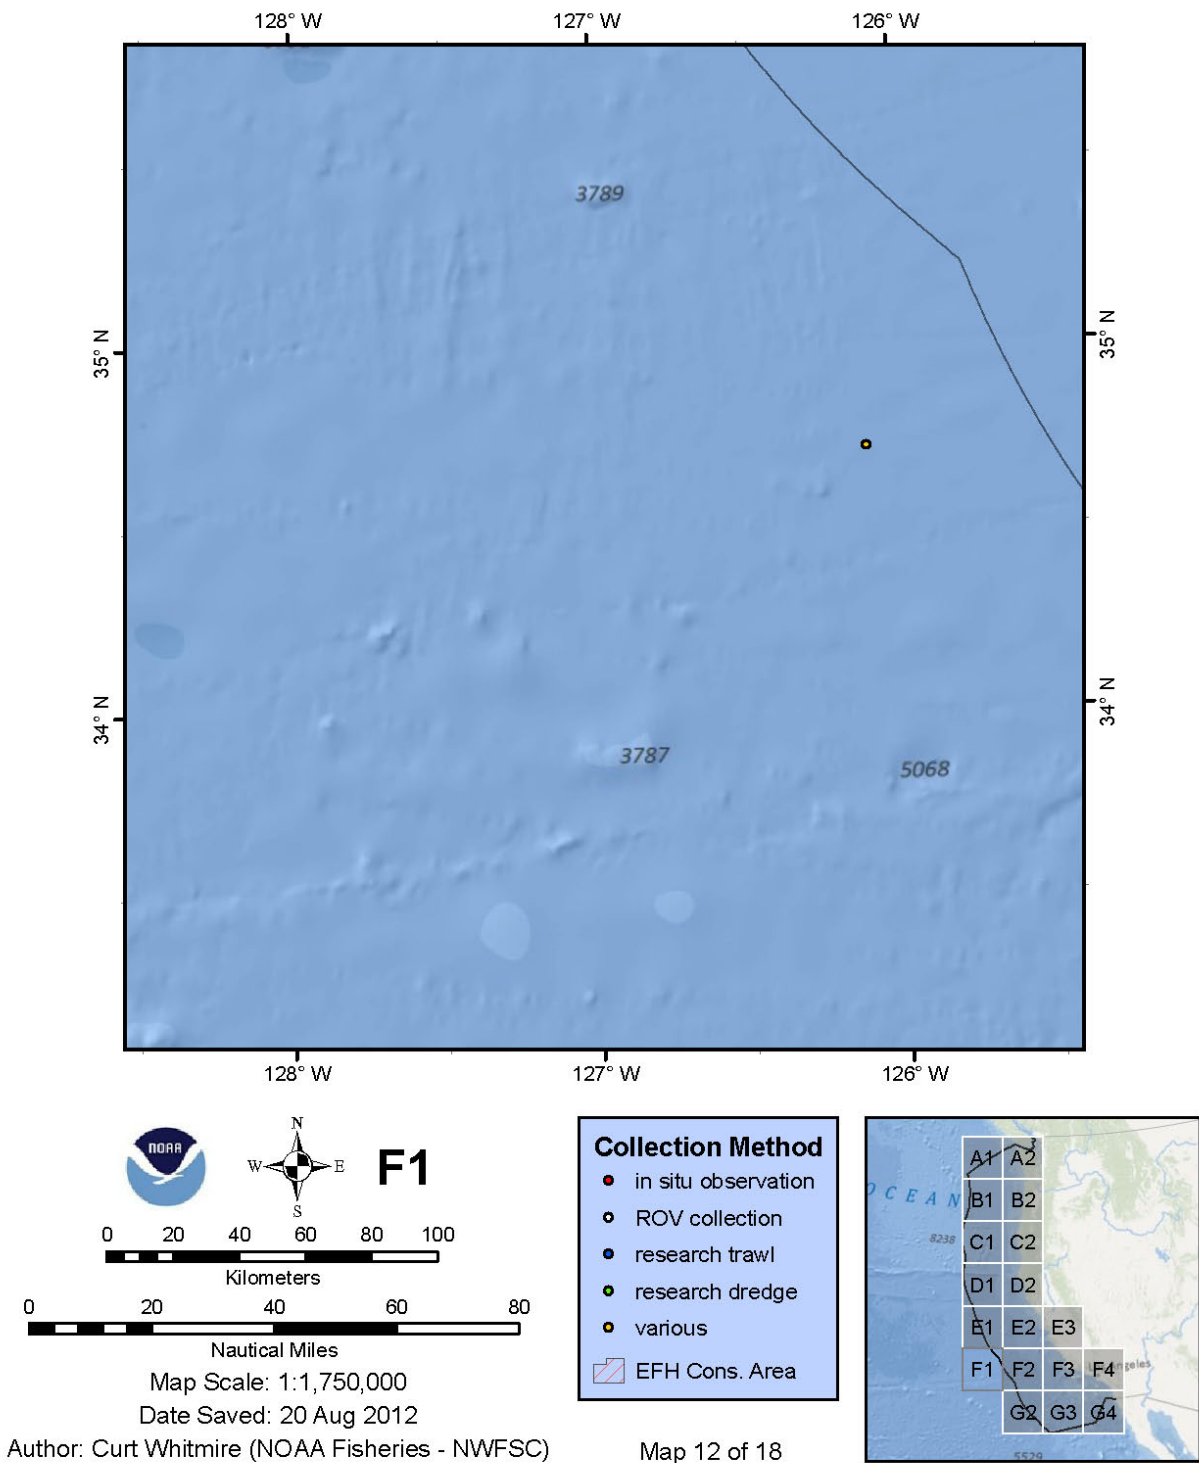 128° W 127° W 126° W
3789
35° N 35° N
34° N 34° N
3787
5068
128° W 127° W 126° W
NOAA
N
W E
S
F1
0 20 40 60 80 100
Kilometers
0 20 40 60 80
Nautical Miles
Map Scale: 1:1,750,000
Date Saved: 20 Aug 2012
Author: Curt Whitmire (NOAA Fisheries - NWFSC)
Collection Method
in situ observation
ROV collection
research trawl
research dredge
various
EFH Cons. Area
Map 12 of 18
A1 A2
OCEAN
B1 B2
8238
C1 C2
D1 D2
E1 E2 E3
F1 F2 F3 F4
G2 G3 G4